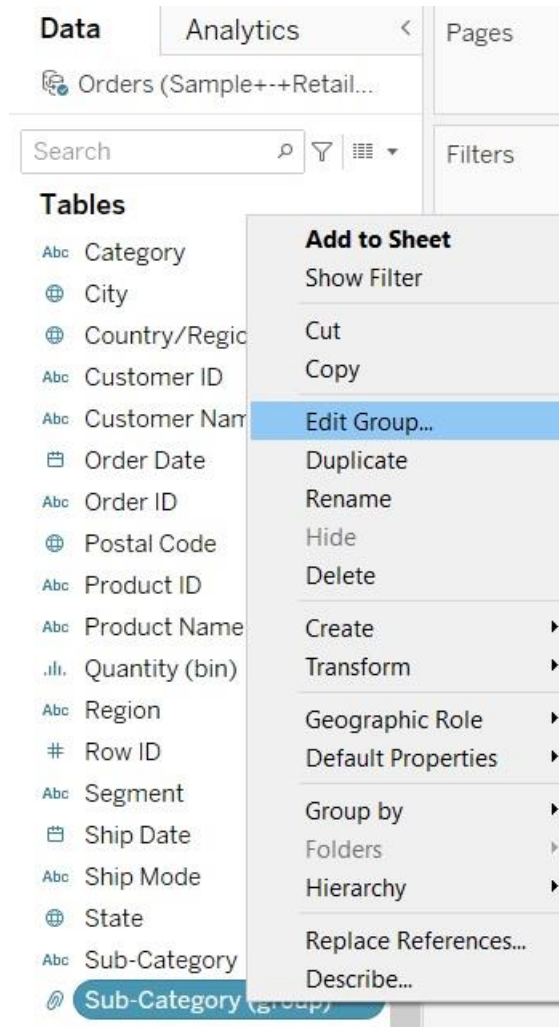 Data
Analytics
Pages
Orders (Sample+-+Retail...
Search
Filters
Tables
Abc Category
City
Country/Regic
Abc Customer ID
Abc Customer Nam
Order Date
Abc Order ID
Postal Code
Abc Product ID
Abc Product Name
Quantity (bin)
Abc Region
# Row ID
Abc Segment
Ship Date
Abc Ship Mode
State
Abc Sub-Category
Sub-Category (group)
Add to Sheet
Show Filter
Cut
Copy
Edit Group...
Duplicate
Rename
Hide
Delete
Create
Transform
Geographic Role
Default Properties
Group by
Folders
Hierarchy
Replace References...
Describe...